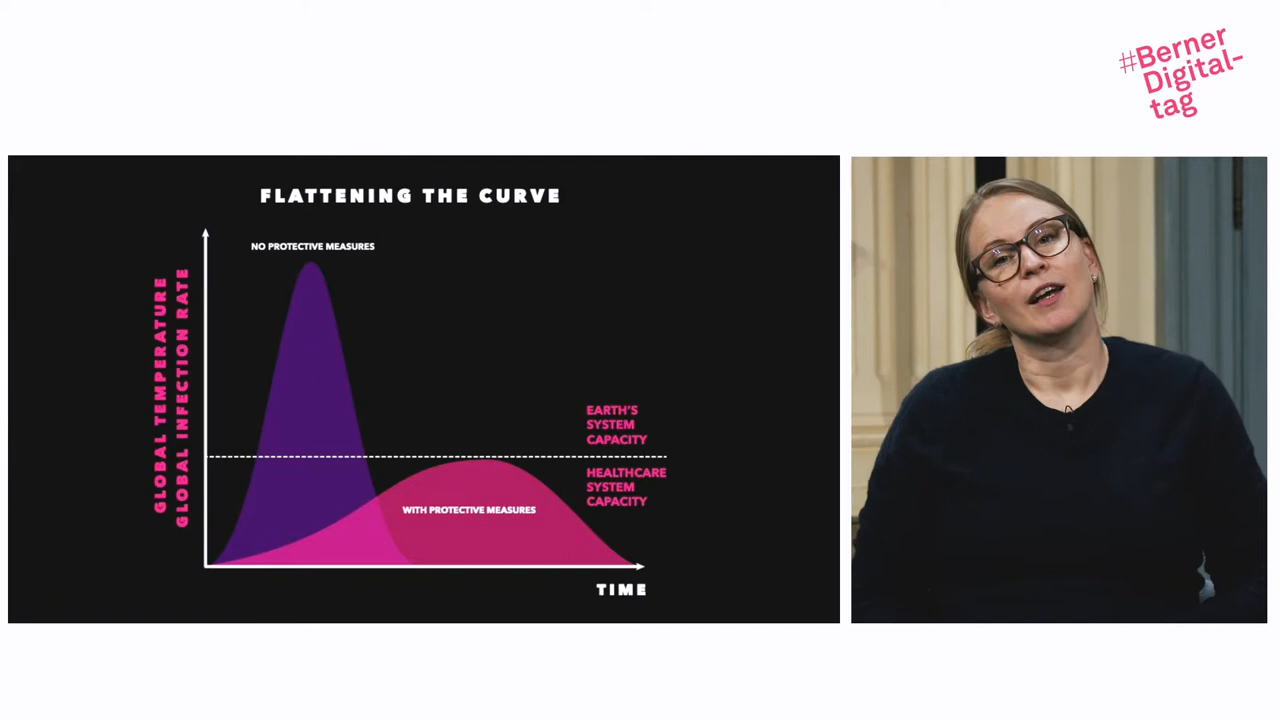 #Berner
Digital-
tag
FLATTENING THE CURVE
NO PROTECTIVE MEASURES
GLOBAL TEMPERATURE
GLOBAL INFECTION RATE
EARTH'S
SYSTEM
CAPACITY
HEALTHCARE
SYSTEM
CAPACITY
WITH PROTECTIVE MEASURES
TIME